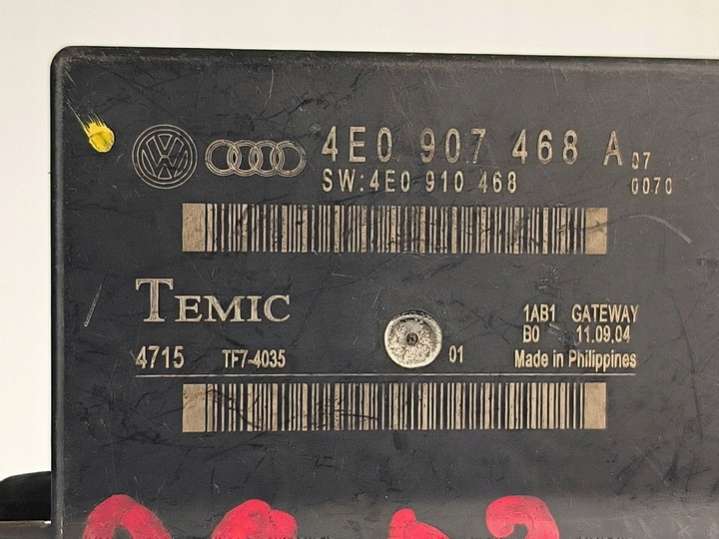 4E0 907 468 A 07
SW:4E0 910 468 0070
TEMIC
1AB1 GATEWAY
B0 11.09.04
4715 TF7-4035 01 Made in Philippines